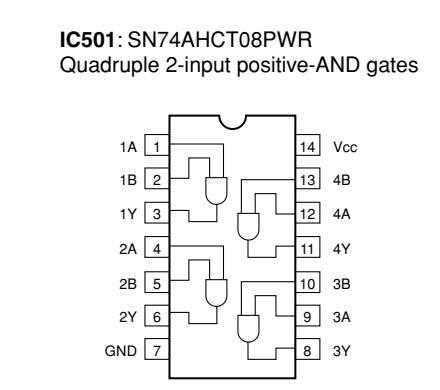 IC501: SN74AHCT08PWR
Quadruple 2-input positive-AND gates
1A 1 14 Vcc
1B 2 13 4B
1Y 3 12 4A
2A 4 11 4Y
2B 5 10 3B
2Y 6 9 3A
GND 7 8 3Y